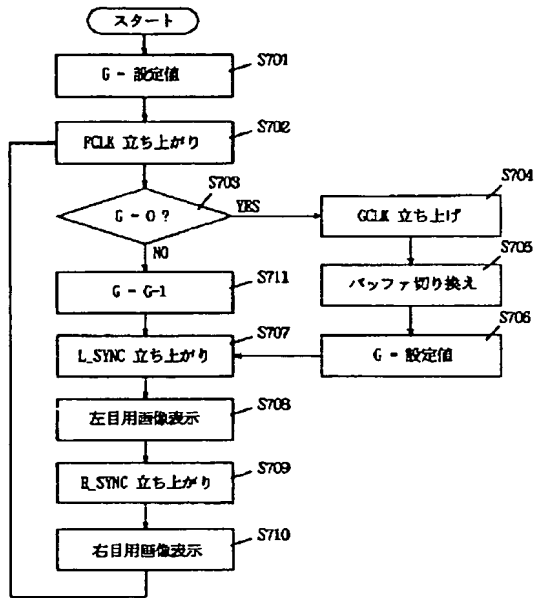 スタート
G = 設定値
S701
FCLK 立ち上がり
S702
G = 0 ?
S703
YES
NO
GCLK 立ち上げ
S704
バッファ切り換え
S705
G = 設定値
S706
G = G-1
S711
L_SYNC 立ち上がり
S707
左目用画像表示
S708
R_SYNC 立ち上がり
S709
右目用画像表示
S710